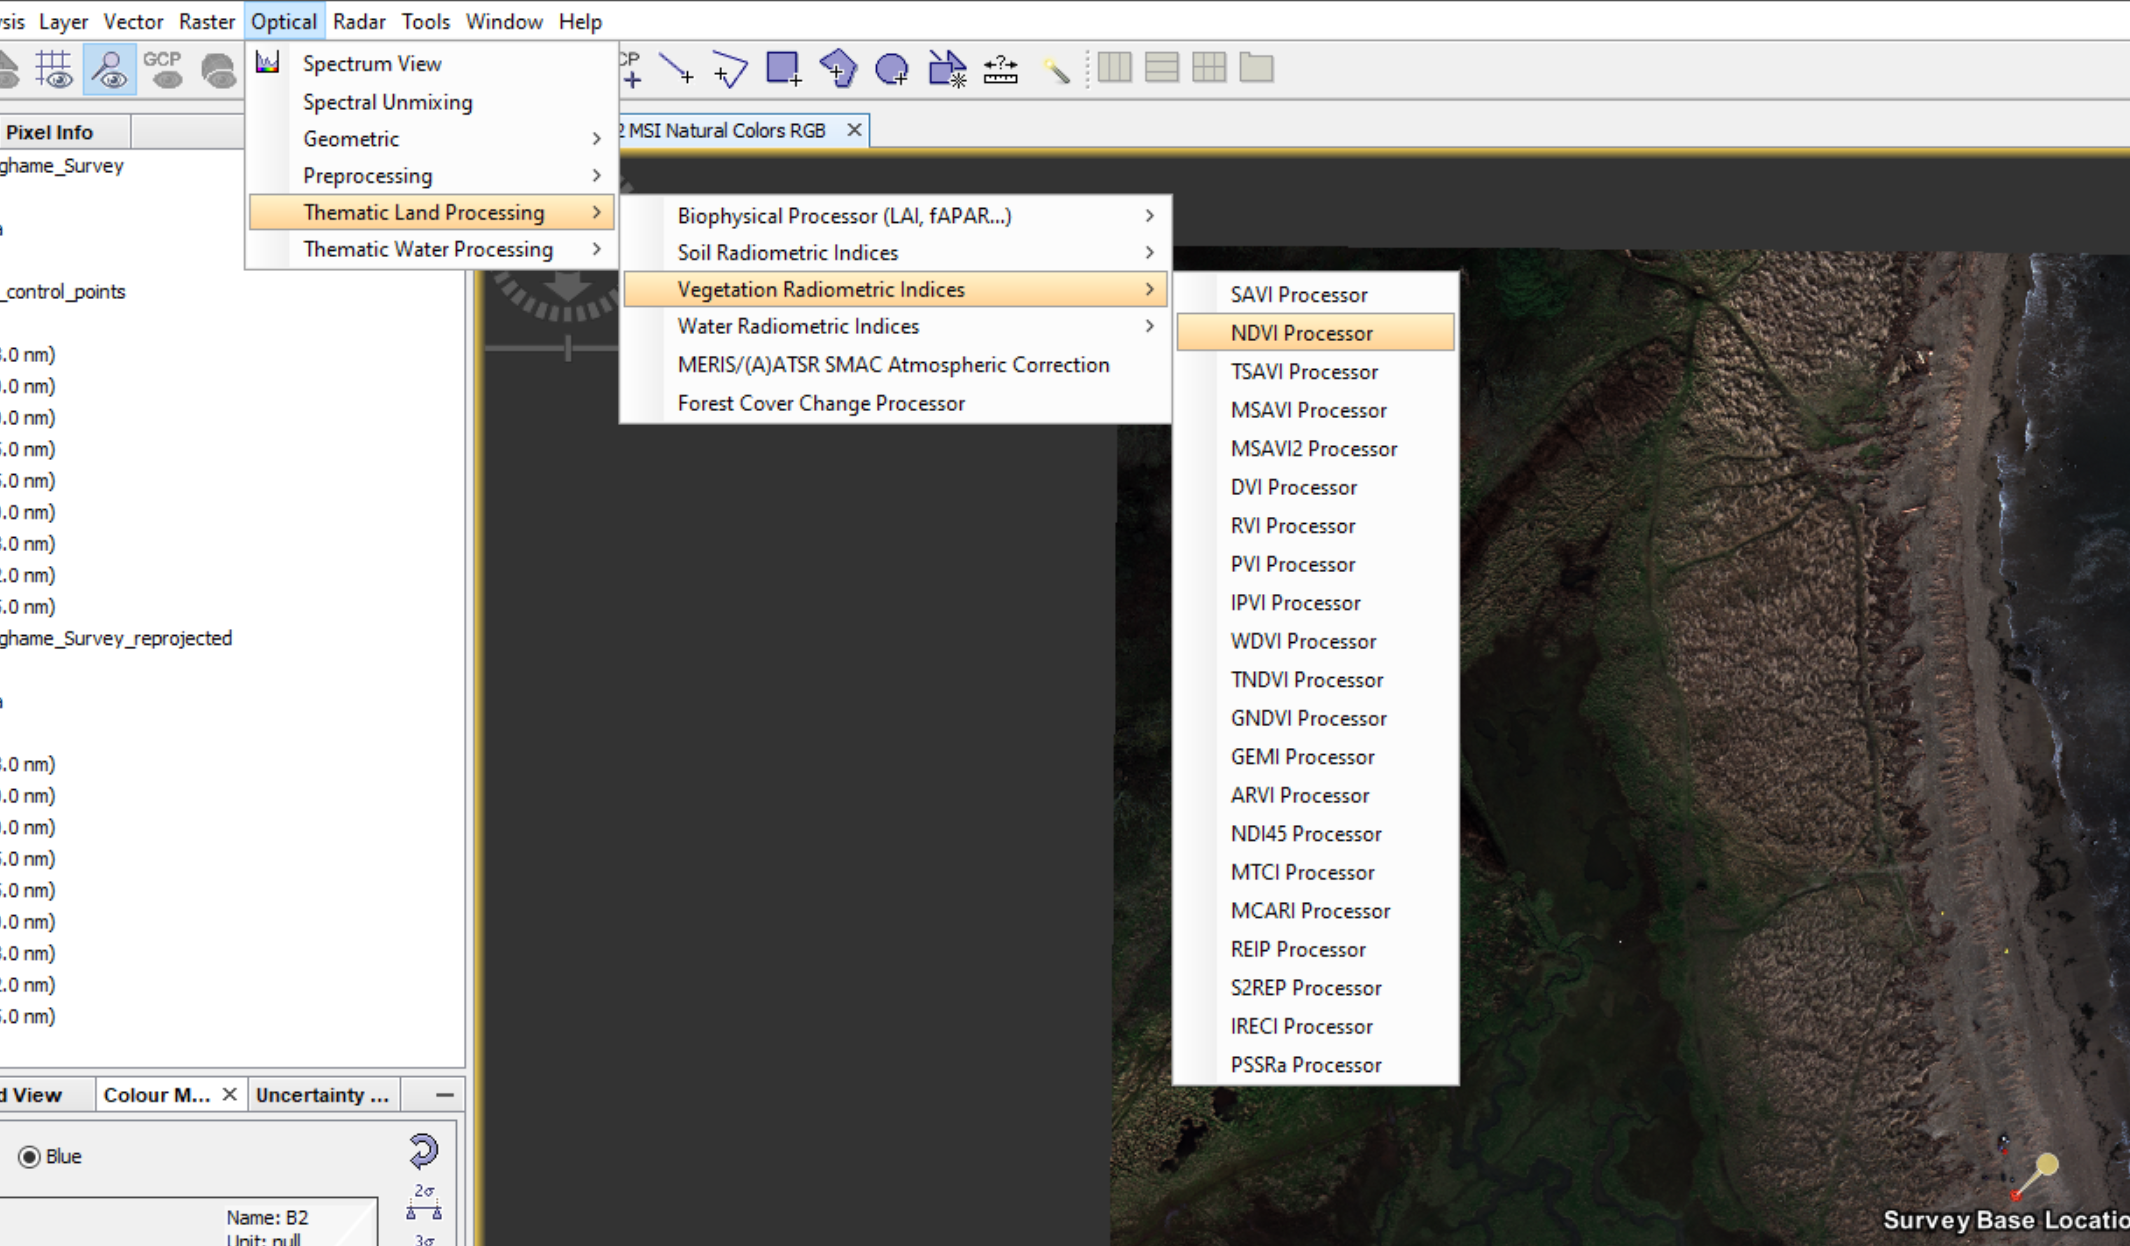 sis Layer Vector Raster Optical Radar Tools Window Help
GCP
CP
Spectrum View
Spectral Unmixing
Geometric
Preprocessing
Thematic Land Processing
Thematic Water Processing
Pixel Info
2 MSI Natural Colors RGB
ghame_Survey
a
_control_points
.0 nm)
.0 nm)
.0 nm)
.0 nm)
.0 nm)
.0 nm)
.0 nm)
.0 nm)
.0 nm)
ghame_Survey_reprojected
a
.0 nm)
.0 nm)
.0 nm)
.0 nm)
.0 nm)
.0 nm)
.0 nm)
.0 nm)
.0 nm)
Biophysical Processor (LAI, fAPAR...)
Soil Radiometric Indices
Vegetation Radiometric Indices
Water Radiometric Indices
MERIS/(A)ATSR SMAC Atmospheric Correction
Forest Cover Change Processor
SAVI Processor
NDVI Processor
TSAVI Processor
MSAVI Processor
MSAVI2 Processor
DVI Processor
RVI Processor
PVI Processor
IPVI Processor
WDVI Processor
TNDVI Processor
GNDVI Processor
GEMI Processor
ARVI Processor
NDI45 Processor
MTCI Processor
MCARI Processor
REIP Processor
S2REP Processor
IRECI Processor
PSSRa Processor
d View
Colour M...
Uncertainty ...
Blue
2σ
Name: B2
Unit: null
3σ
Survey Base Locatio